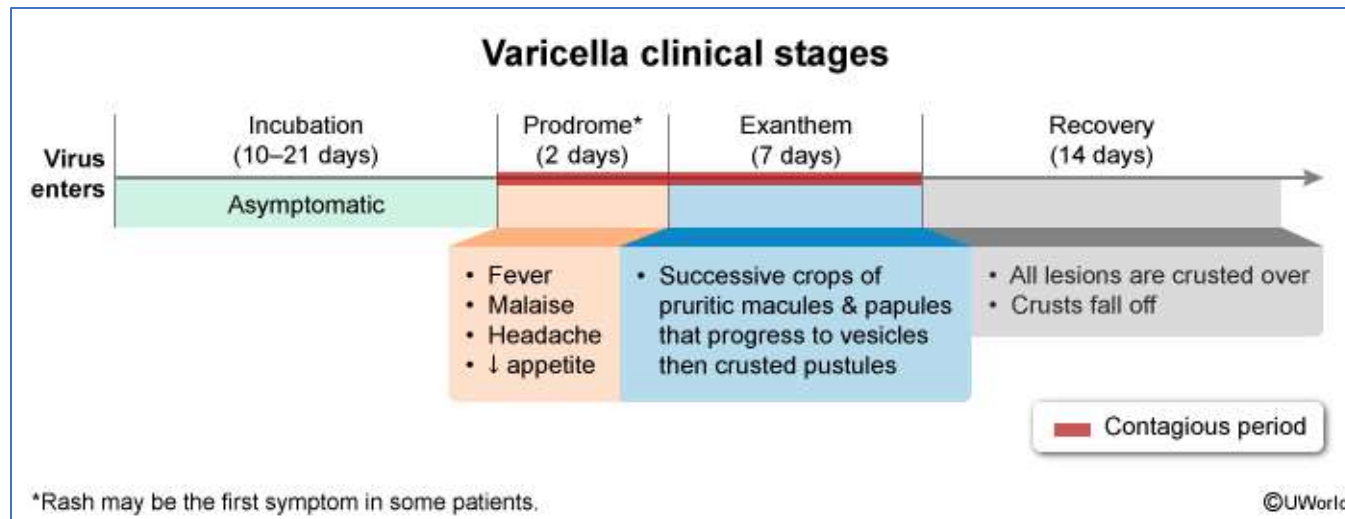 Varicella clinical stages
Virus enters
Incubation
(10–21 days)
Prodrome*
(2 days)
Exanthem
(7 days)
Recovery
(14 days)
Asymptomatic
• Fever
• Malaise
• Headache
• ↓ appetite
• Successive crops of
pruritic macules & papules
that progress to vesicles
then crusted pustules
• All lesions are crusted over
• Crusts fall off
Contagious period
*Rash may be the first symptom in some patients.
©UWorld